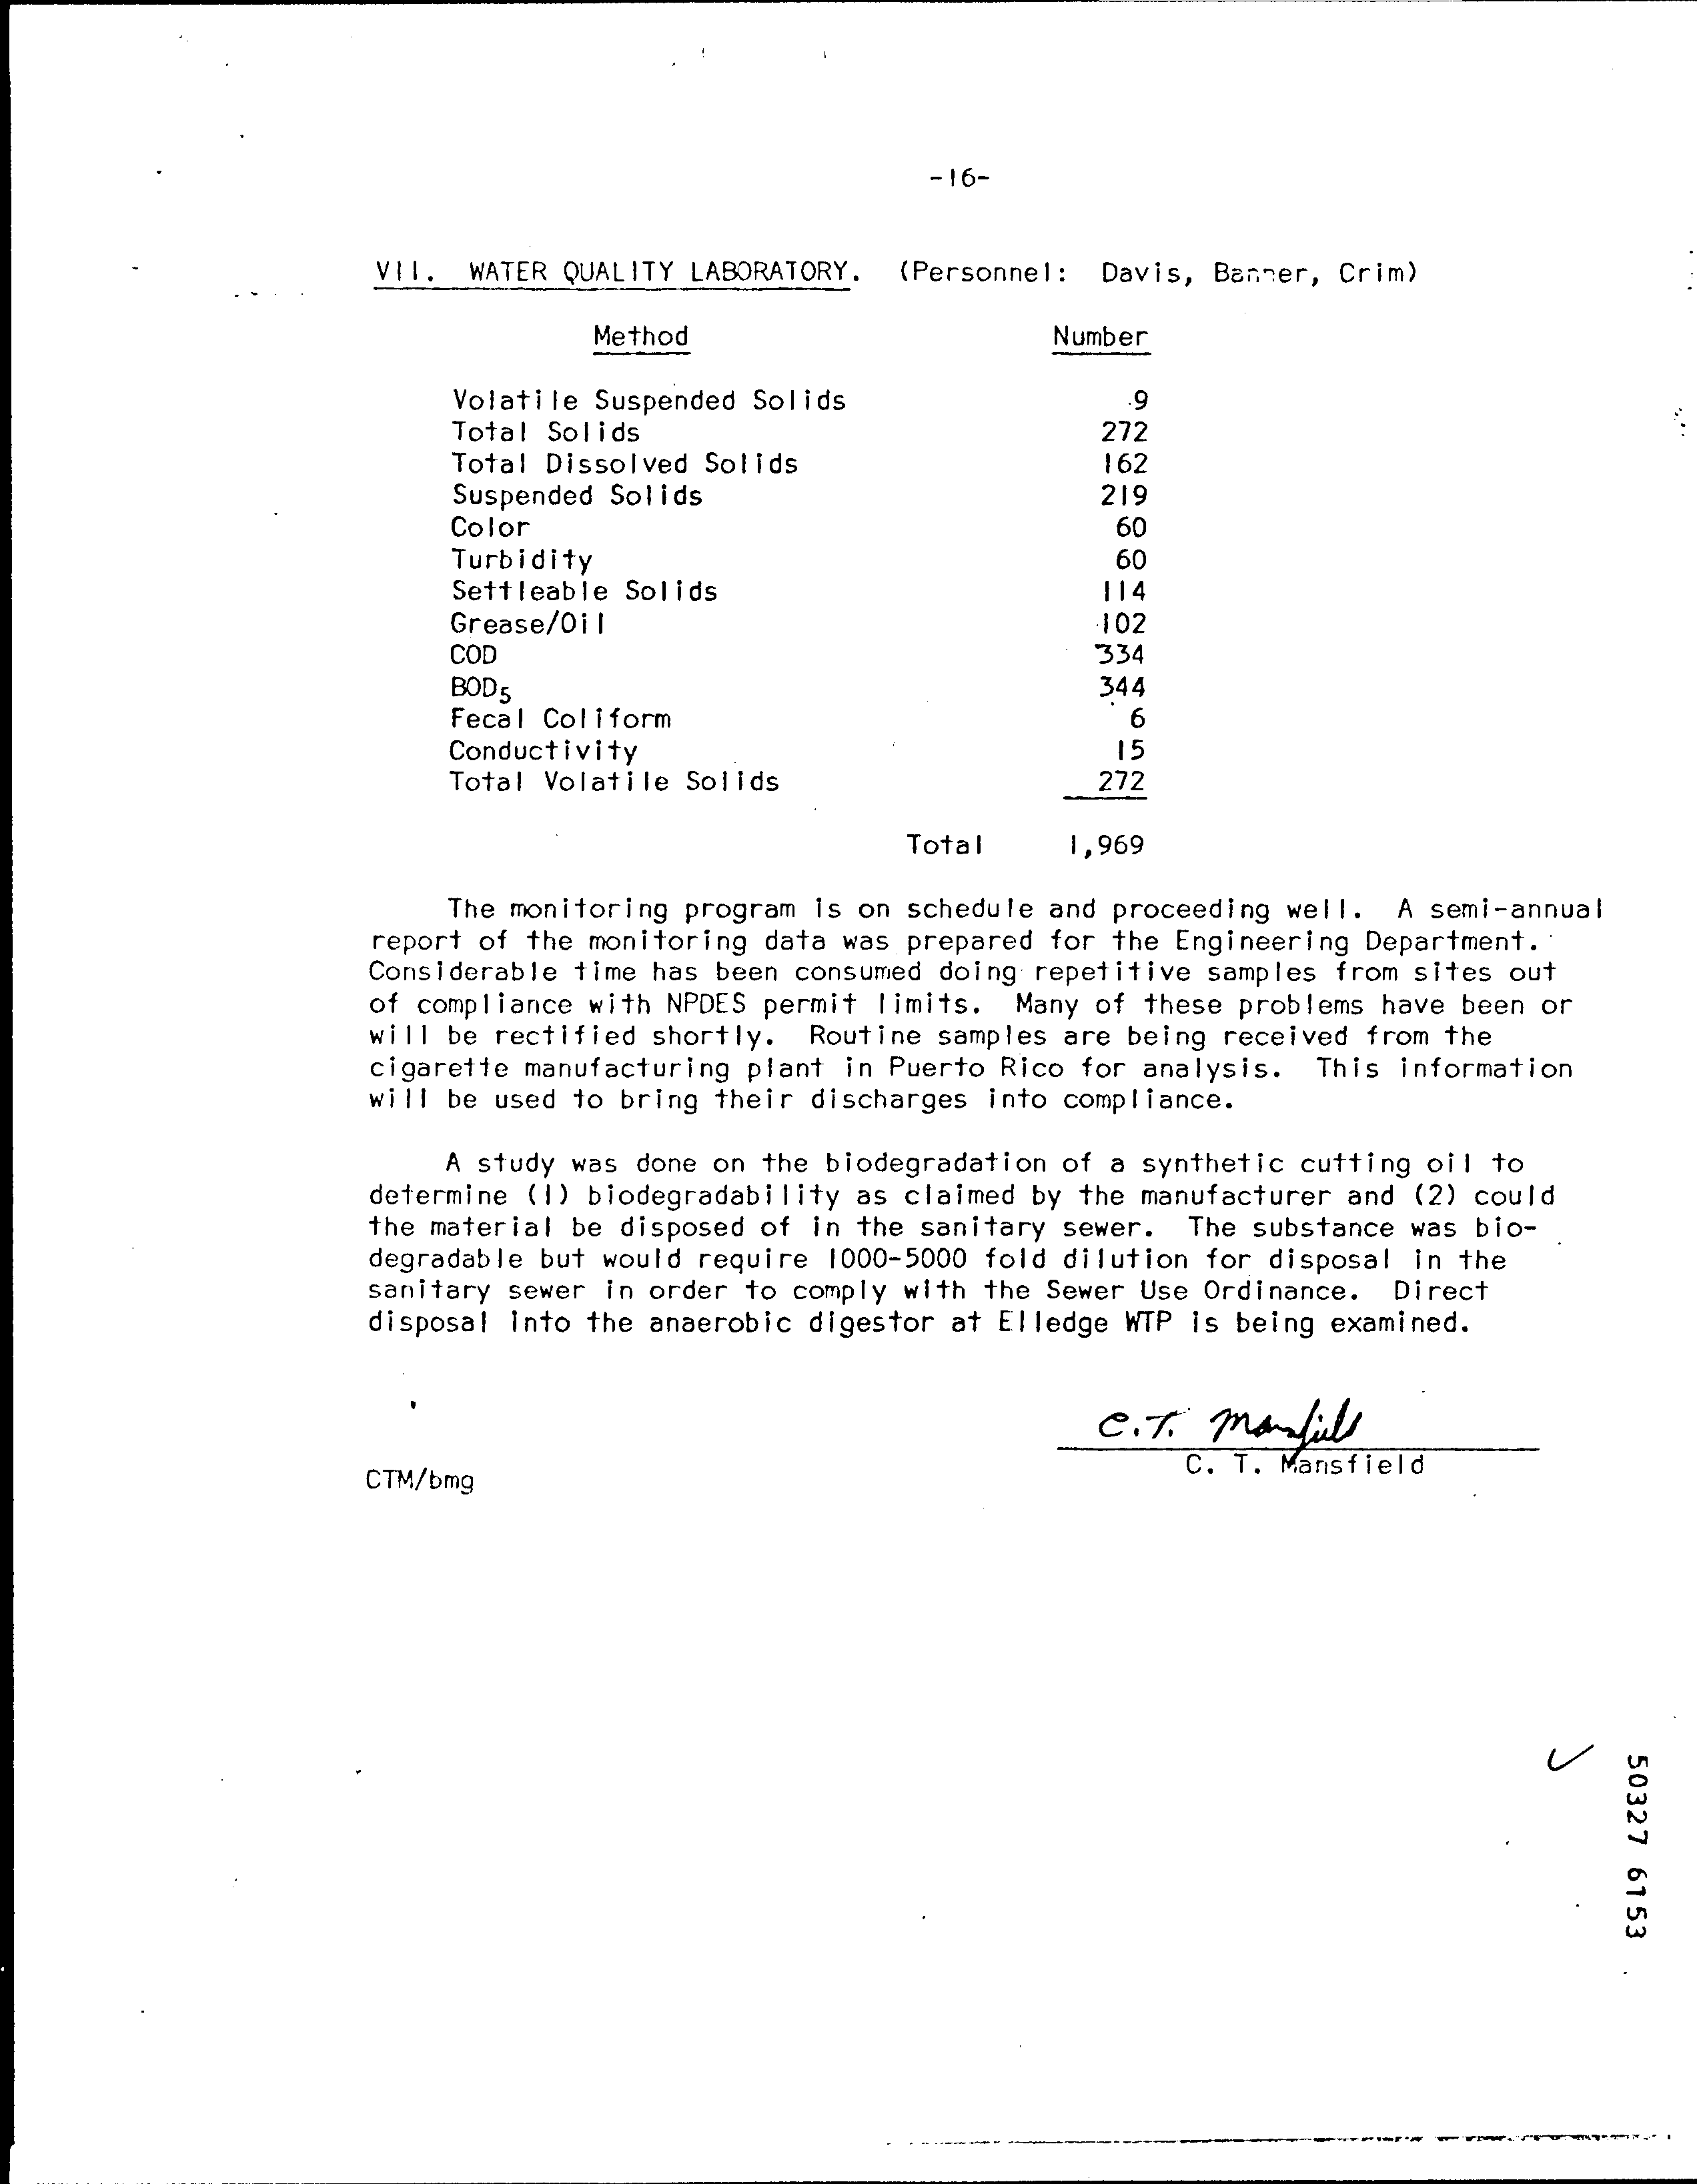 -16-
VII. WATER QUALITY LABORATORY. (Personnel: Davis, Banner, Crim)
Method Number
Volatile Suspended Solids 9
Total Solids 272
Total Dissolved Solids 162
Suspended Solids 219
Color 60
Turbidity 60
Settleable Solids 114
Grease/Oil 102
COD 334
BOD5 344
Fecal Coliform 6
Conductivity 15
Total Volatile Solids 272
Total 1,969
The monitoring program is on schedule and proceeding well. A semi-annual
report of the monitoring data was prepared for the Engineering Department.
Considerable time has been consumed doing repetitive samples from sites out
of compliance with NPDES permit limits. Many of these problems have been or
will be rectified shortly. Routine samples are being received from the
cigarette manufacturing plant in Puerto Rico for analysis. This information
will be used to bring their discharges into compliance.
A study was done on the biodegradation of a synthetic cutting oil to
determine (1) biodegradability as claimed by the manufacturer and (2) could
the material be disposed of in the sanitary sewer. The substance was bio-
degradable but would require 1000-5000 fold dilution for disposal in the
sanitary sewer in order to comply with the Sewer Use Ordinance. Direct
disposal into the anaerobic digestor at Elledge WTP is being examined.
C.T. Mansfield
C. T. Mansfield
CTM/bmg
50327 6153